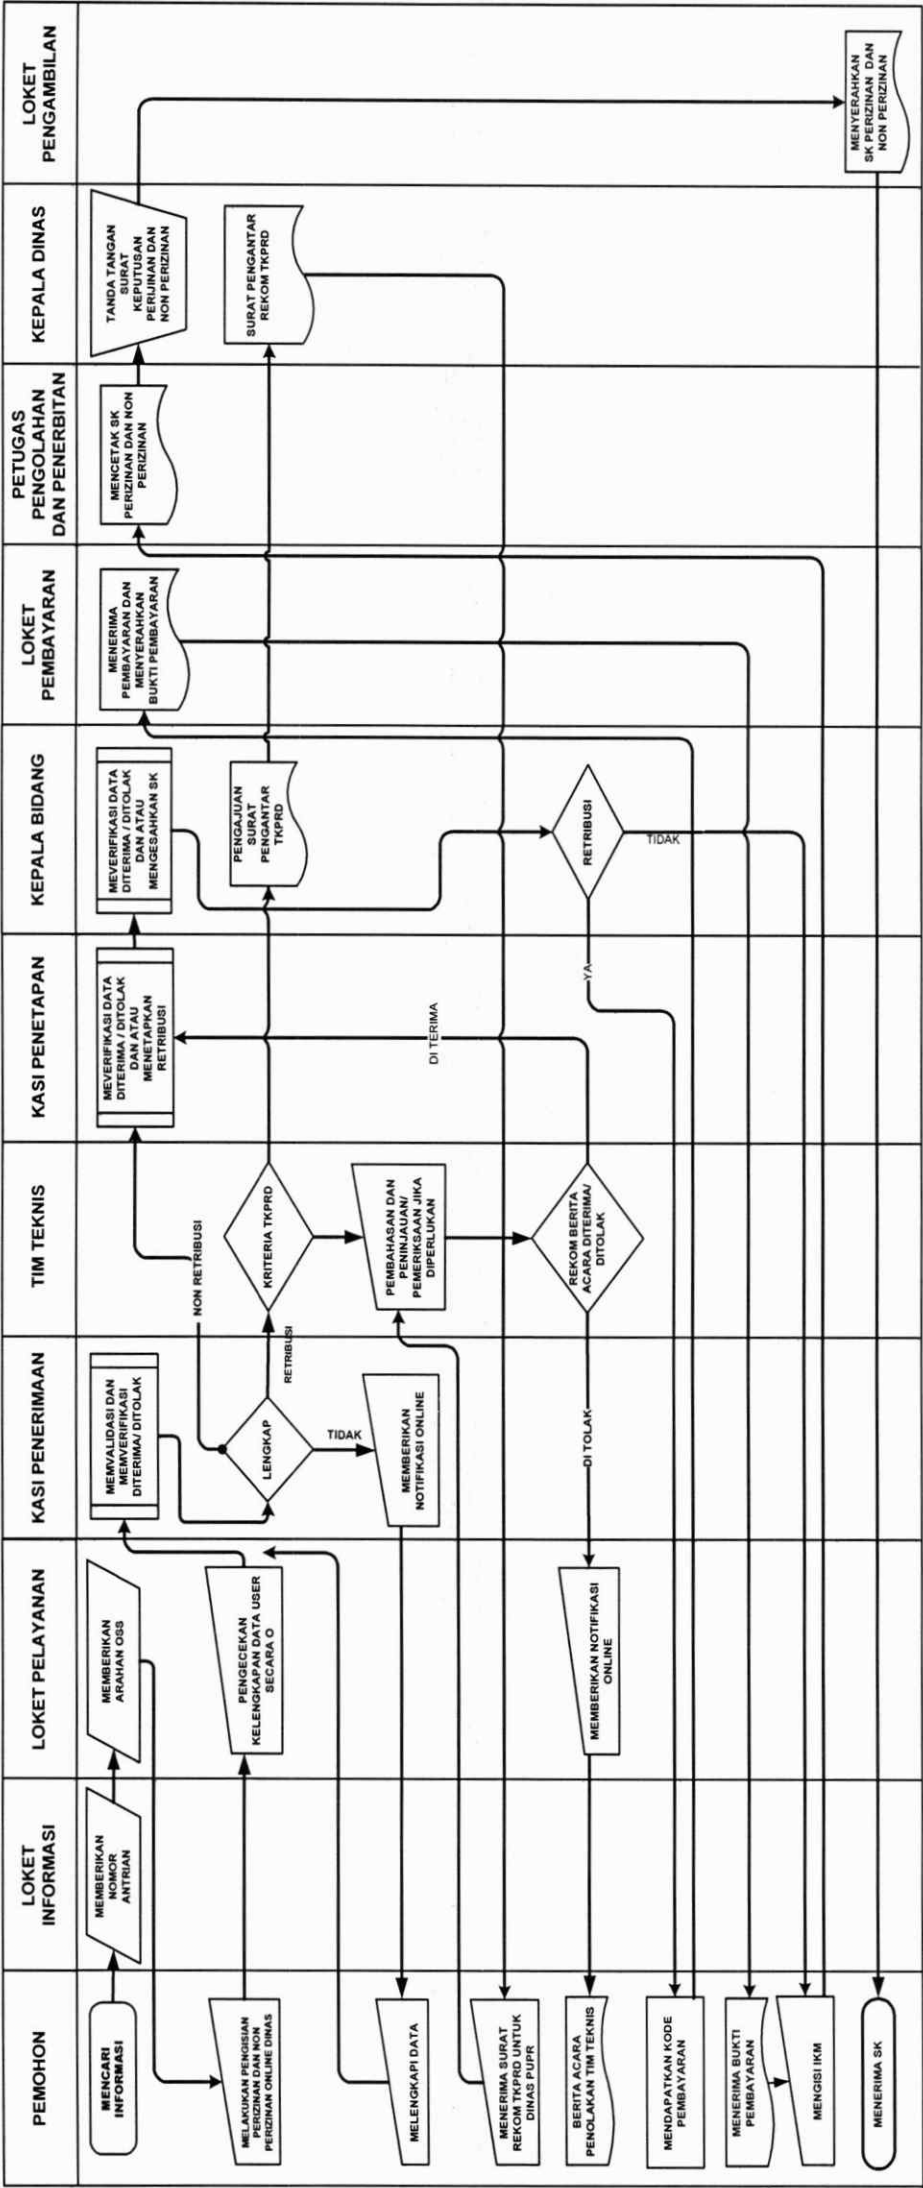 PEMOHON
LOKET
INFORMASI
LOKET PELAYANAN
KASI PENERIMAAN
TIM TEKNIS
KASI PENETAPAN
KEPALA BIDANG
LOKET
PEMBAYARAN
PETUGAS
PENGOLAHAN
DAN PENERBITAN
KEPALA DINAS
LOKET
PENGAMBILAN
MENCARI
INFORMASI
MEMBERIKAN
NOMOR
ANTRIAN
MEMBERIKAN
ARAHAN OSS
MEMVALIDASI DAN
MEMVERIFIKASI
DITERIMA/ DITOLAK
NON RETRIBUSI
MEVERIFIKASI DATA
DITERIMA / DITOLAK
DAN ATAU
MENETAPKAN
RETRIBUSI
MEVERIFIKASI DATA
DITERIMA / DITOLAK
DAN ATAU
MENGESAHKAN SK
MENERIMA
PEMBAYARAN DAN
MENYERAHKAN
BUKTI PEMBAYARAN
MENCETAK SK
PERIZINAN DAN NON
PERIZINAN
TANDA TANGAN
SURAT
KEPUTUSAN
PERIJINAN DAN
NON PERIZINAN
MELAKUKAN PENGISIAN
PERIZINAN DAN NON
PERIZINAN ONLINE DINAS
PENGECEKAN
KELENGKAPAN DATA USER
SECARA O
LENGKAP
RETRIBUSI
KRITERIA TKPRD
PENGAJUAN
SURAT
PENGANTAR
TKPRD
SURAT PENGANTAR
REKOM TKPRD
TIDAK
MELENGKAPI DATA
MEMBERIKAN
NOTIFIKASI ONLINE
PEMBAHASAN DAN
PENINJAUAN/
PEMERIKSAAN JIKA
DIPERLUKAN
DI TERIMA
MENERIMA SURAT
REKOM TKPRD UNTUK
DINAS PUPR
BERITA ACARA
PENOLAKAN TIM TEKNIS
MEMBERIKAN NOTIFIKASI
ONLINE
DI TOLAK
REKOM BERITA
ACARA DITERIMA/
DITOLAK
YA
RETRIBUSI
TIDAK
MENDAPATKAN KODE
PEMBAYARAN
MENERIMA BUKTI
PEMBAYARAN
MENGISI IKM
MENERIMA SK
MENYERAHKAN
SK PERIZINAN DAN
NON PERIZINAN